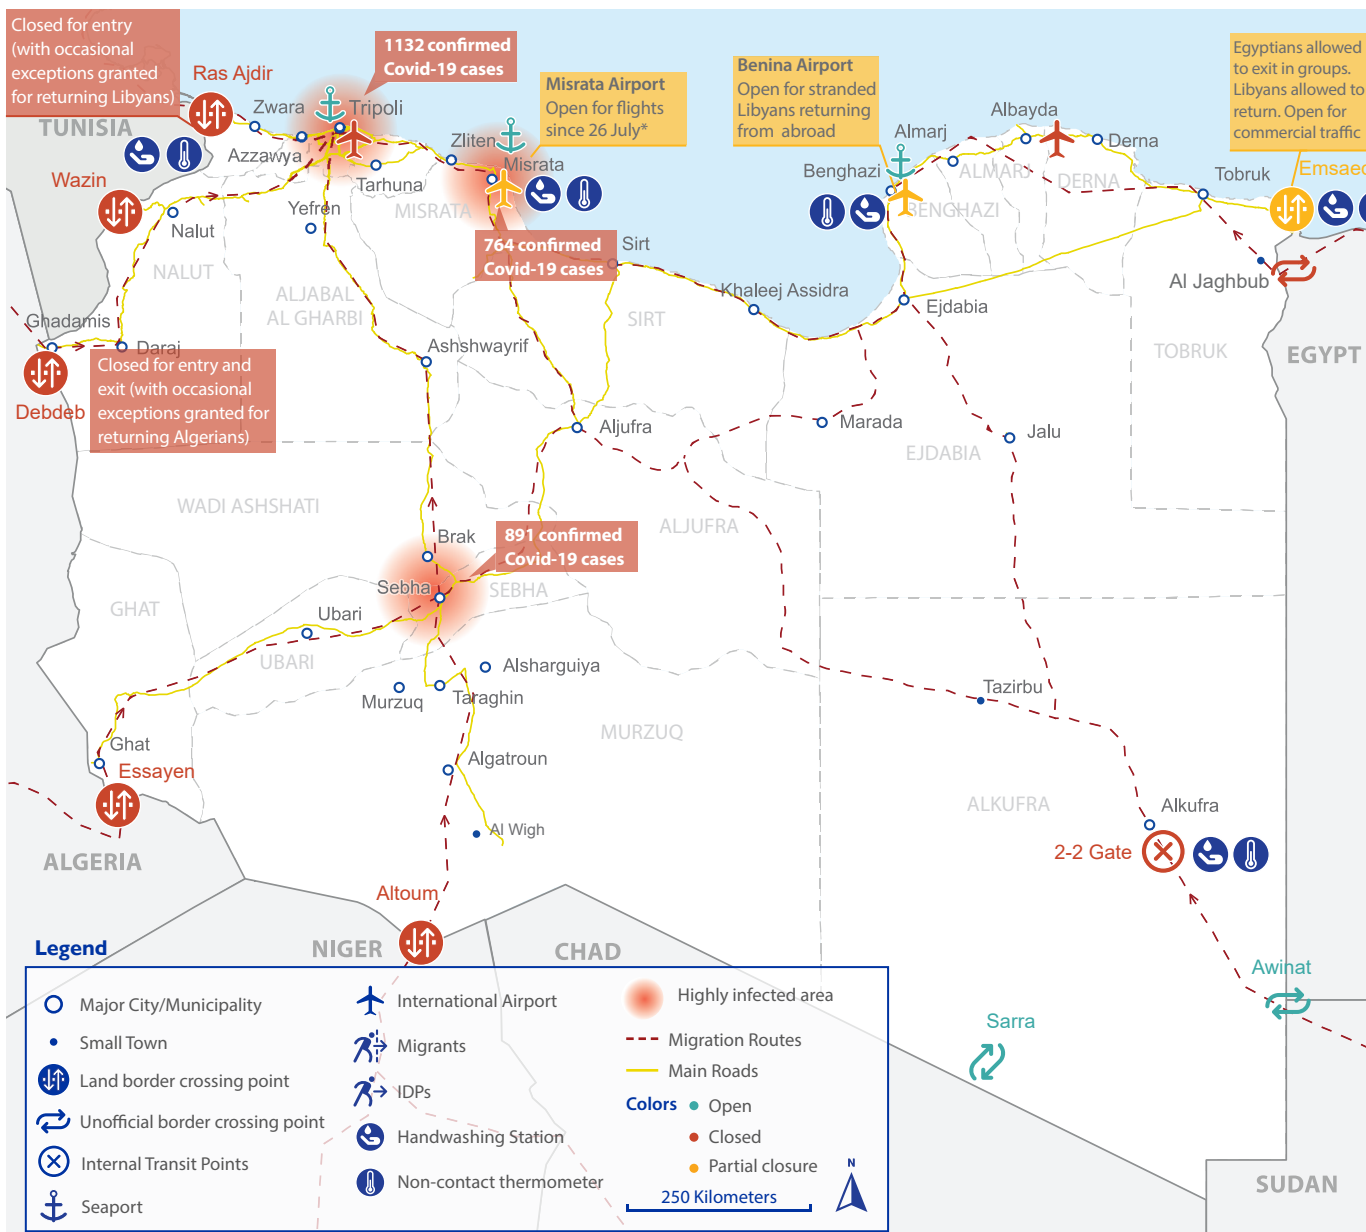 Closed for entry
(with occasional
exceptions granted
for returning Libyans)
1132 confirmed
Covid-19 cases
Misrata Airport
Open for flights
since 26 July*
Benina Airport
Open for stranded
Libyans returning
from abroad
Egyptians allowed
to exit in groups.
Libyans allowed to
return. Open for
commercial traffic
Ras Ajdir
TUNISIA
Zwara
Tripoli
Azzawya
Zliten
Misrata
Tarhuna
Wazin
Nalut
Yefren
MISRATA
NALUT
764 confirmed
Covid-19 cases
Sirt
Benghazi
Almarj
Albayda
Derna
ALMARJ
DERNA
BENGHAZI
Tobruk
Emsaed
Al Jaghbub
ALJABAL
AL GHARBI
SIRT
Khaleej Assidra
Ejdabia
TOBRUK
EGYPT
Ghadamis
Daraj
Debdeb
Closed for entry and
exit (with occasional
exceptions granted for
returning Algerians)
Ashshwayrif
Aljufra
Marada
Jalu
EJDABIA
WADI ASHSHATI
ALJUFRA
891 confirmed
Covid-19 cases
Brak
Sebha
SEBHA
GHAT
Ubari
UBARI
Alsharguiya
Murzuq
Taraghin
MURZUQ
Tazirbu
Ghat
Essayen
Algatroun
Al Wigh
ALKUFRA
Alkufra
2-2 Gate
ALGERIA
Altoum
NIGER
CHAD
Awinat
Sarra
SUDAN
Legend
Major City/Municipality
Small Town
Land border crossing point
Unofficial border crossing point
Internal Transit Points
Seaport
International Airport
Migrants
IDPs
Handwashing Station
Non-contact thermometer
Highly infected area
Migration Routes
Main Roads
Colors
Open
Closed
Partial closure
250 Kilometers
N